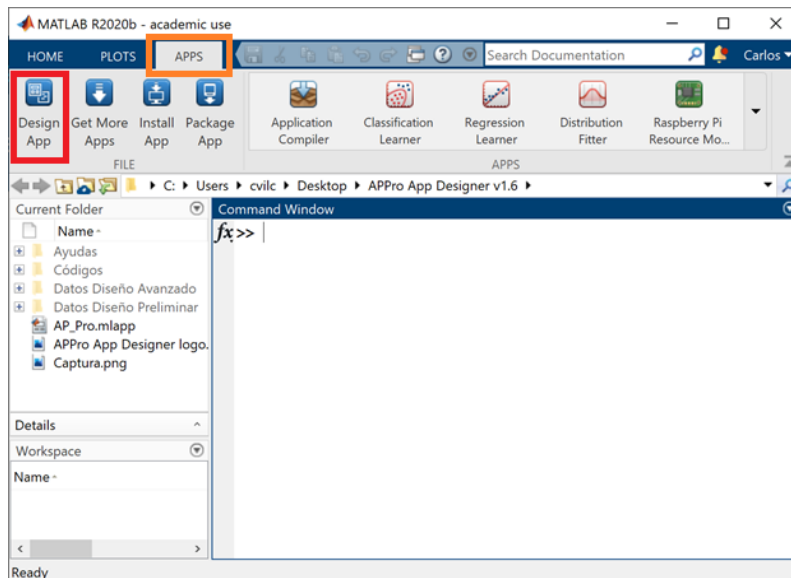 MATLAB R2020b - academic use
HOME PLOTS APPS Search Documentation Carlos
Design App Get More Apps Install App Package App Application Compiler Classification Learner Regression Learner Distribution Fitter Raspberry Pi Resource Mo...
FILE APPS
C: Users cvilc Desktop APPro App Designer v1.6
Current Folder Command Window
Name
fx >>
Ayudas
Códigos
Datos Diseño Avanzado
Datos Diseño Preliminar
AP_Pro.mlapp
APPro App Designer logo.
Captura.png
Details
Workspace
Name
Ready